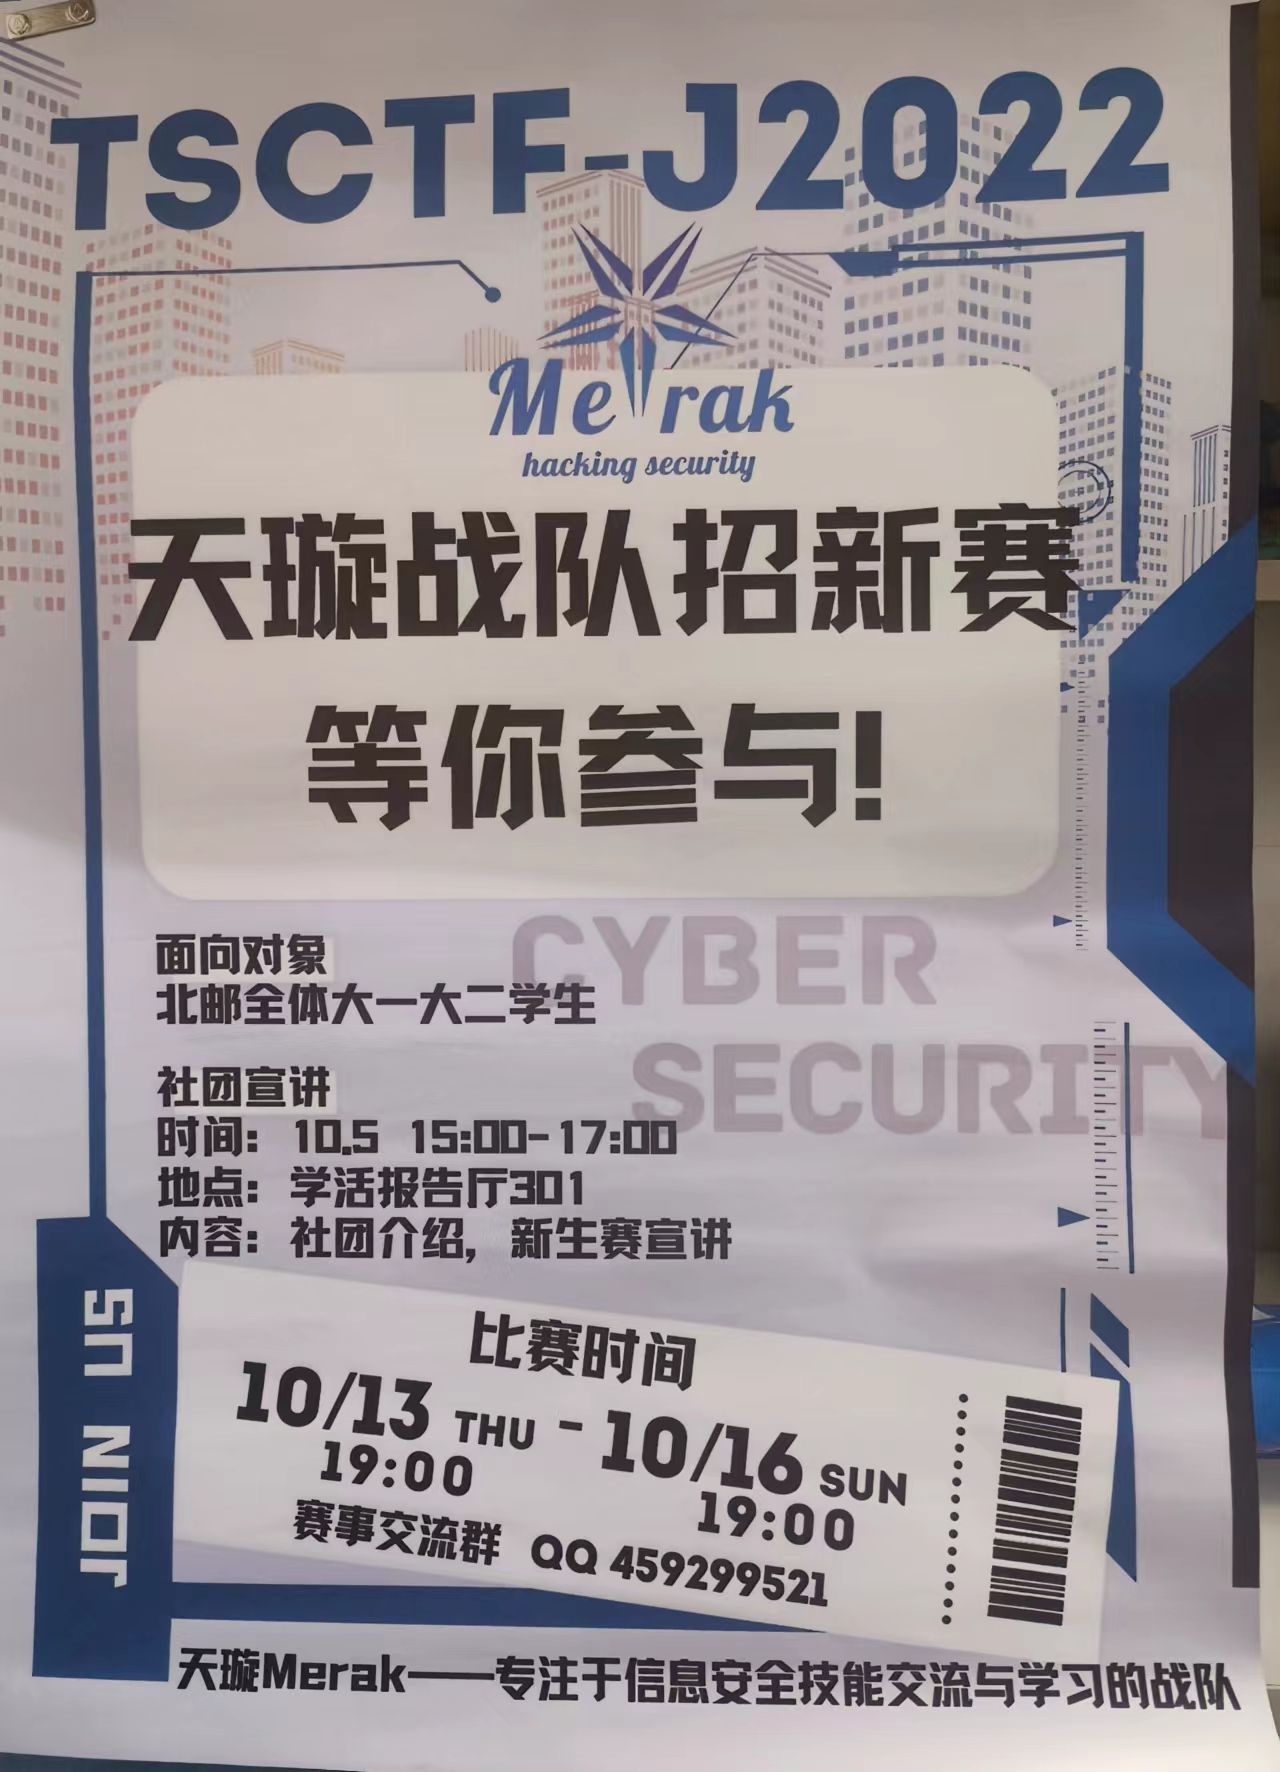 TSCTF-J2022
Merak
hacking security
天璇战队招新赛
等你参与!
CYBER
SECURITY
面向对象
北邮全体大一大二学生
社团宣讲
时间: 10.5 15:00-17:00
地点: 学活报告厅301
内容: 社团介绍, 新生赛宣讲
JOIN US
比赛时间
10/13 THU - 10/16 SUN
19:00 19:00
赛事交流群 QQ 459299521
天璇Merak——专注于信息安全技能交流与学习的战队